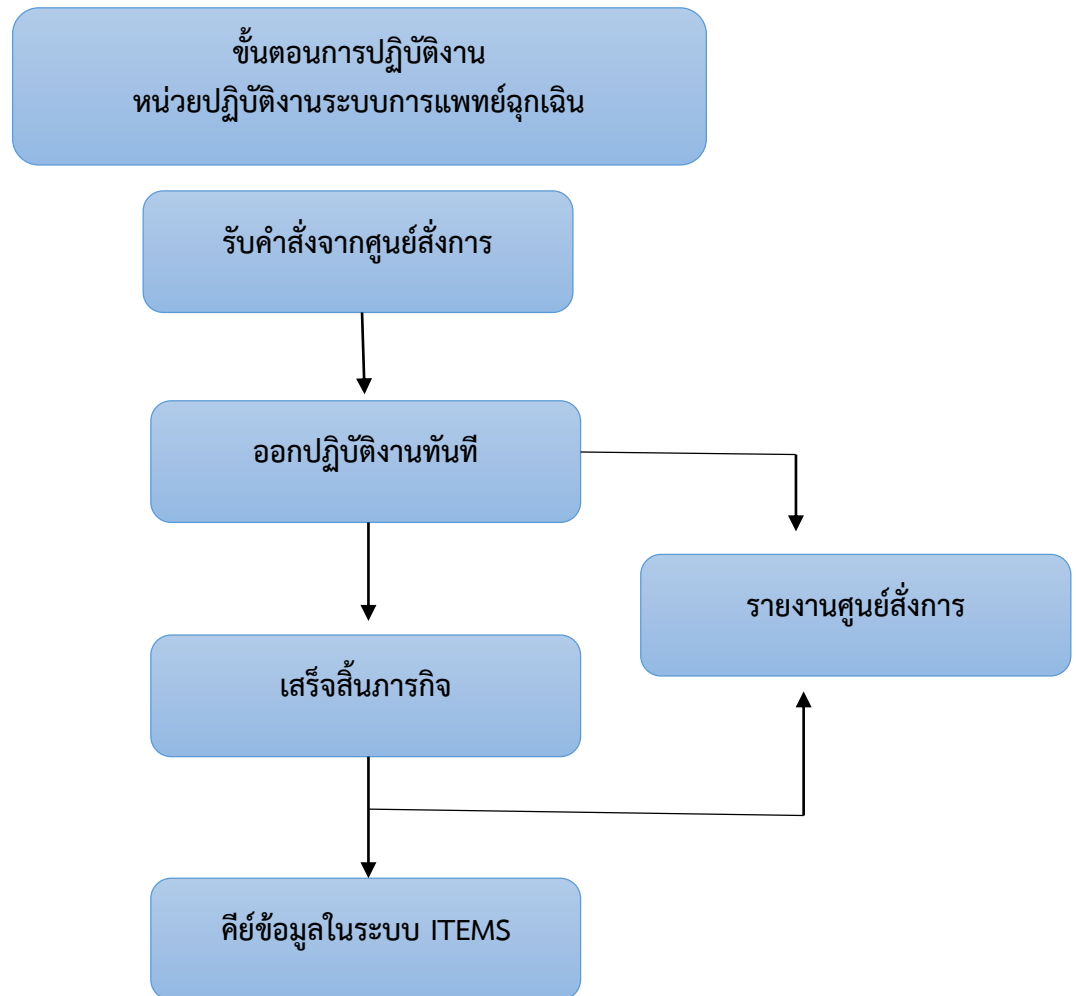 ขั้นตอนการปฏิบัติงาน
หน่วยปฏิบัติงานระบบการแพทย์ฉุกเฉิน
รับคำสั่งจากศูนย์สั่งการ
ออกปฏิบัติงานทันที
รายงานศูนย์สั่งการ
เสร็จสิ้นภารกิจ
คีย์ข้อมูลในระบบ ITEMS